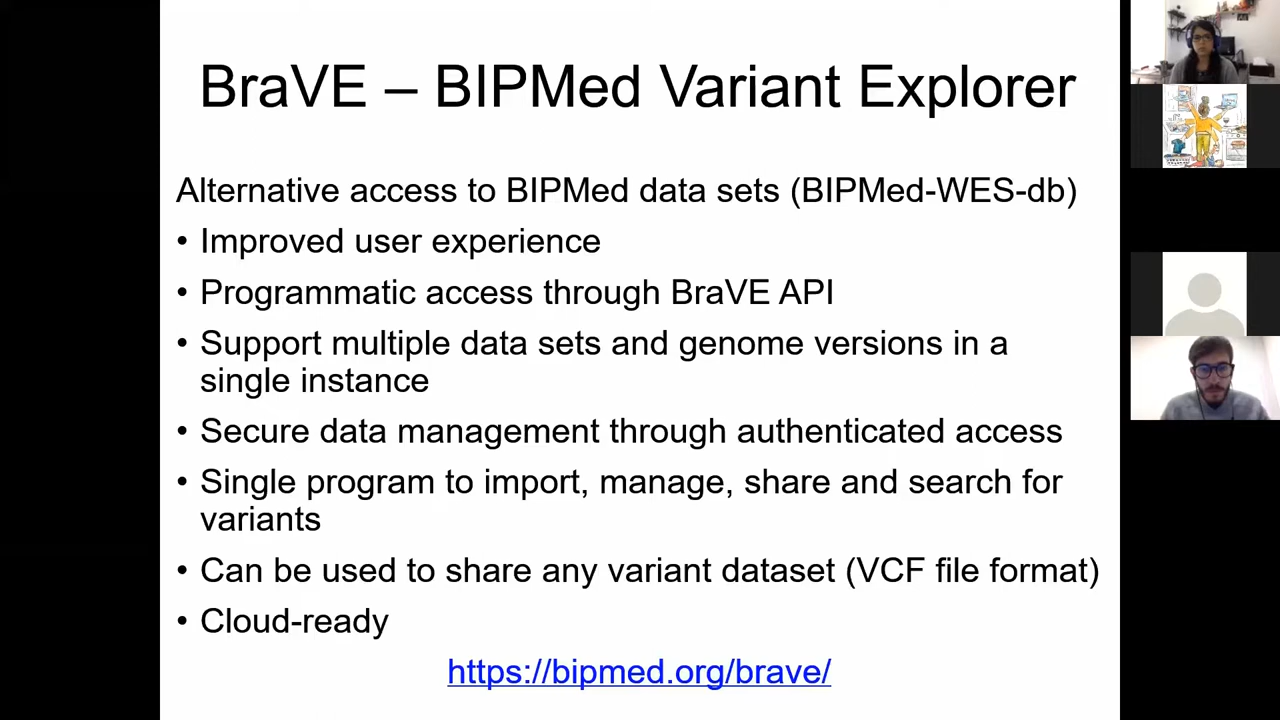 BraVE – BIPMed Variant Explorer
Alternative access to BIPMed data sets (BIPMed-WES-db)
• Improved user experience
• Programmatic access through BraVE API
• Support multiple data sets and genome versions in a
single instance
• Secure data management through authenticated access
• Single program to import, manage, share and search for
variants
• Can be used to share any variant dataset (VCF file format)
• Cloud-ready
https://bipmed.org/brave/